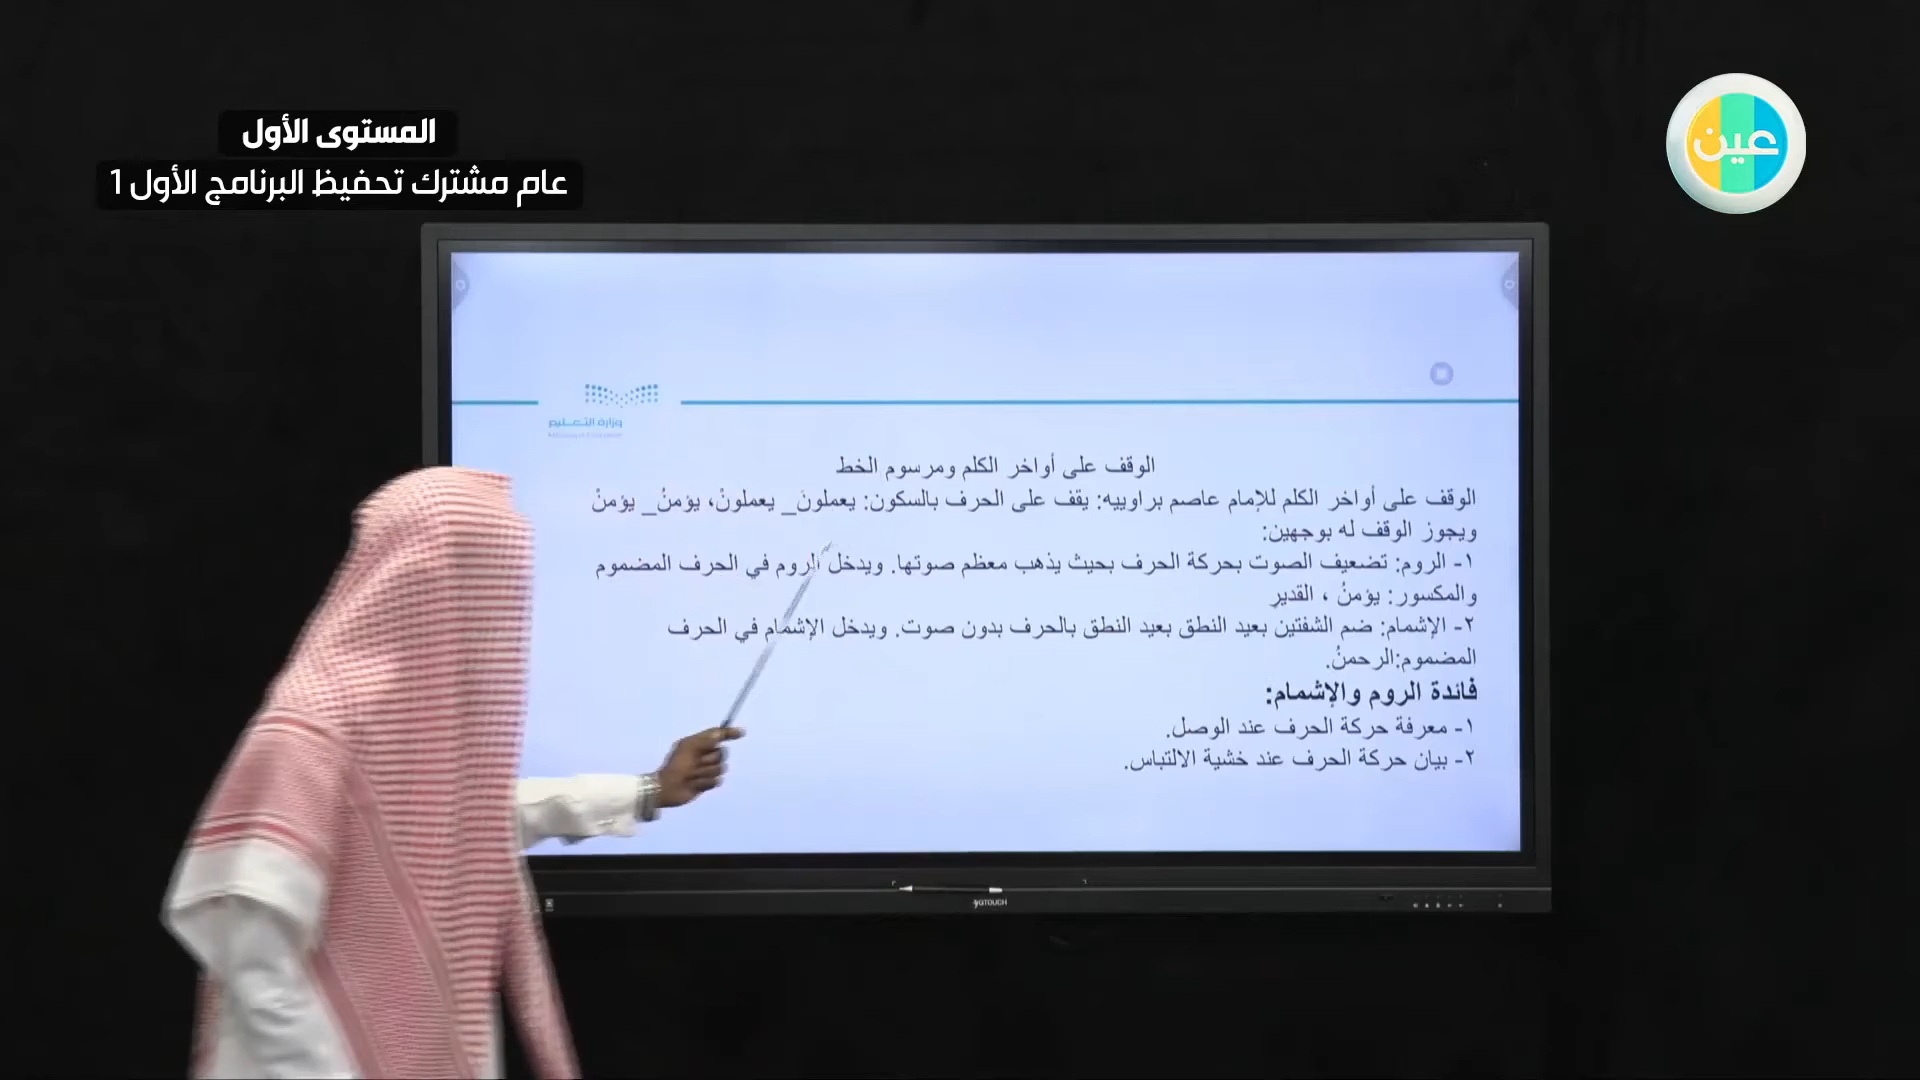 المستوى الأول
عام مشترك تحفيظ البرنامج الأول 1
عين
وزارة التعليم
الوقف على أواخر الكلم ومرسوم الخط
الوقف على أواخر الكلم للإمام عاصم براوييه: يقف على الحرف بالسكون: يعملونَ_ يعملونْ، يؤمنُ_ يؤمنْ
ويجوز الوقف له بوجهين:
١- الروم: تضعيف الصوت بحركة الحرف بحيث يذهب معظم صوتها. ويدخل الروم في الحرف المضموم
والمكسور: يؤمنُ ، القديرِ
٢- الإشمام: ضم الشفتين بعيد النطق بعيد النطق بالحرف بدون صوت. ويدخل الإشمام في الحرف
المضموم:الرحمنُ.
فائدة الروم والإشمام:
١- معرفة حركة الحرف عند الوصل.
٢- بيان حركة الحرف عند خشية الالتباس.